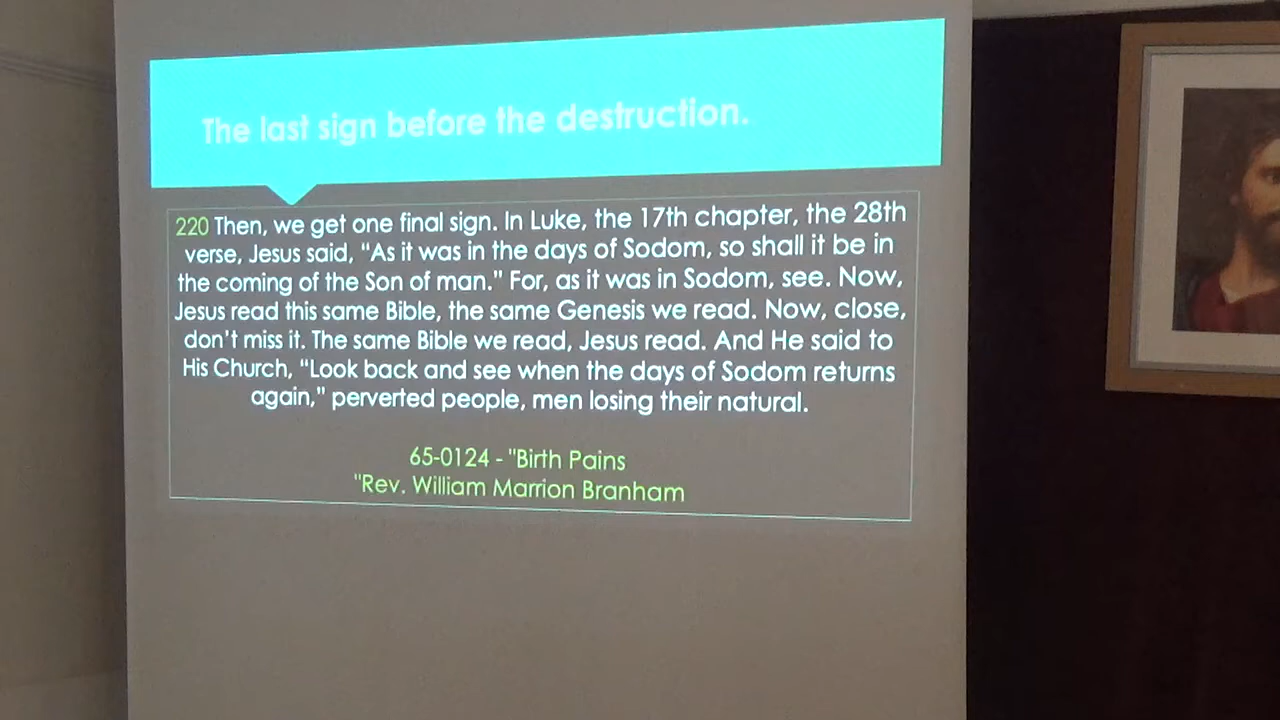 The last sign before the destruction.
220 Then, we get one final sign. In Luke, the 17th chapter, the 28th
verse, Jesus said, “As it was in the days of Sodom, so shall it be in
the coming of the Son of man.” For, as it was in Sodom, see. Now,
Jesus read this same Bible, the same Genesis we read. Now, close,
don’t miss it. The same Bible we read, Jesus read. And He said to
His Church, “Look back and see when the days of Sodom returns
again,” perverted people, men losing their natural.
65-0124 - "Birth Pains
"Rev. William Marrion Branham